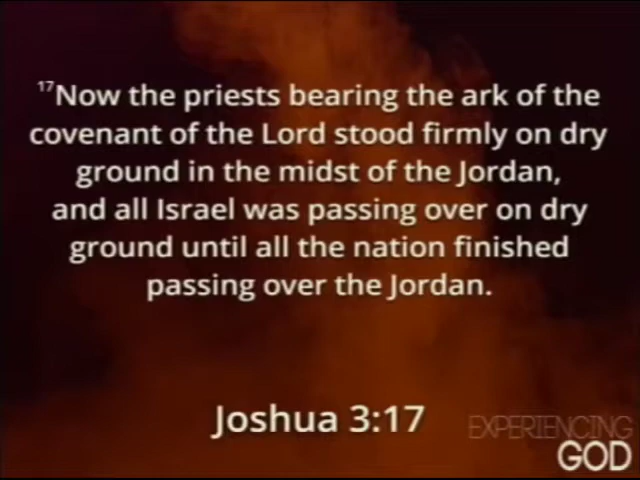 17Now the priests bearing the ark of the
covenant of the Lord stood firmly on dry
ground in the midst of the Jordan,
and all Israel was passing over on dry
ground until all the nation finished
passing over the Jordan.
Joshua 3:17
EXPERIENCING
GOD